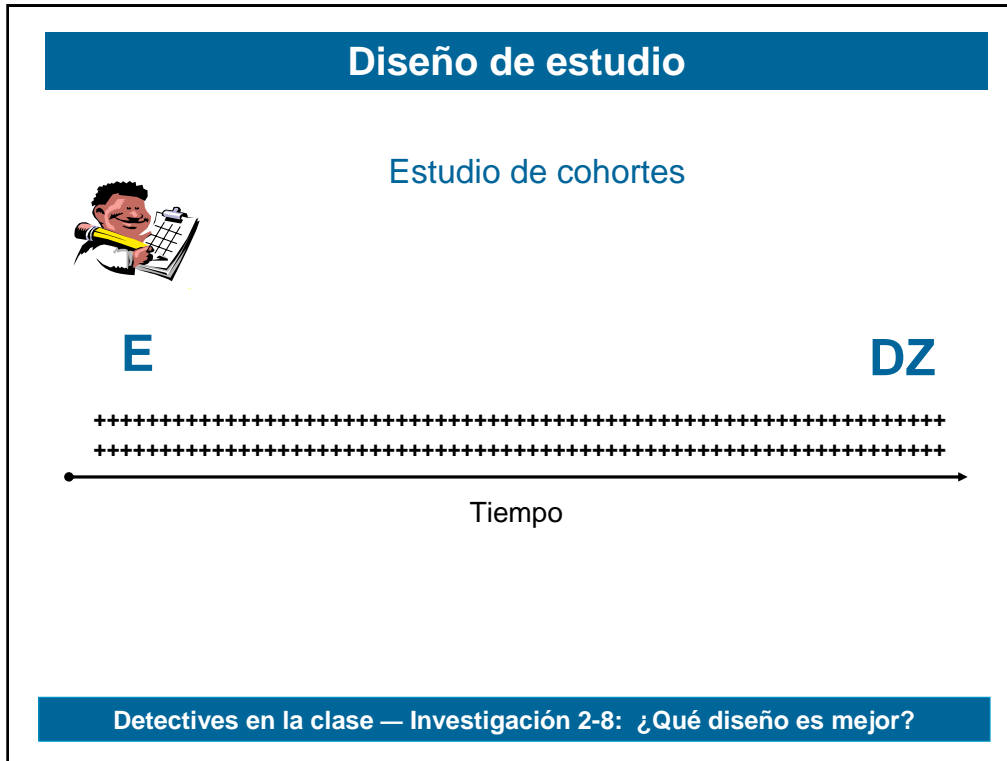 Diseño de estudio
Estudio de cohortes
E
DZ
+++++++++++++++++++++++++++++++++++++++++++++++++++++++++++++++++
+++++++++++++++++++++++++++++++++++++++++++++++++++++++++++++++++
Tiempo
Detectives en la clase — Investigación 2-8: ¿Qué diseño es mejor?